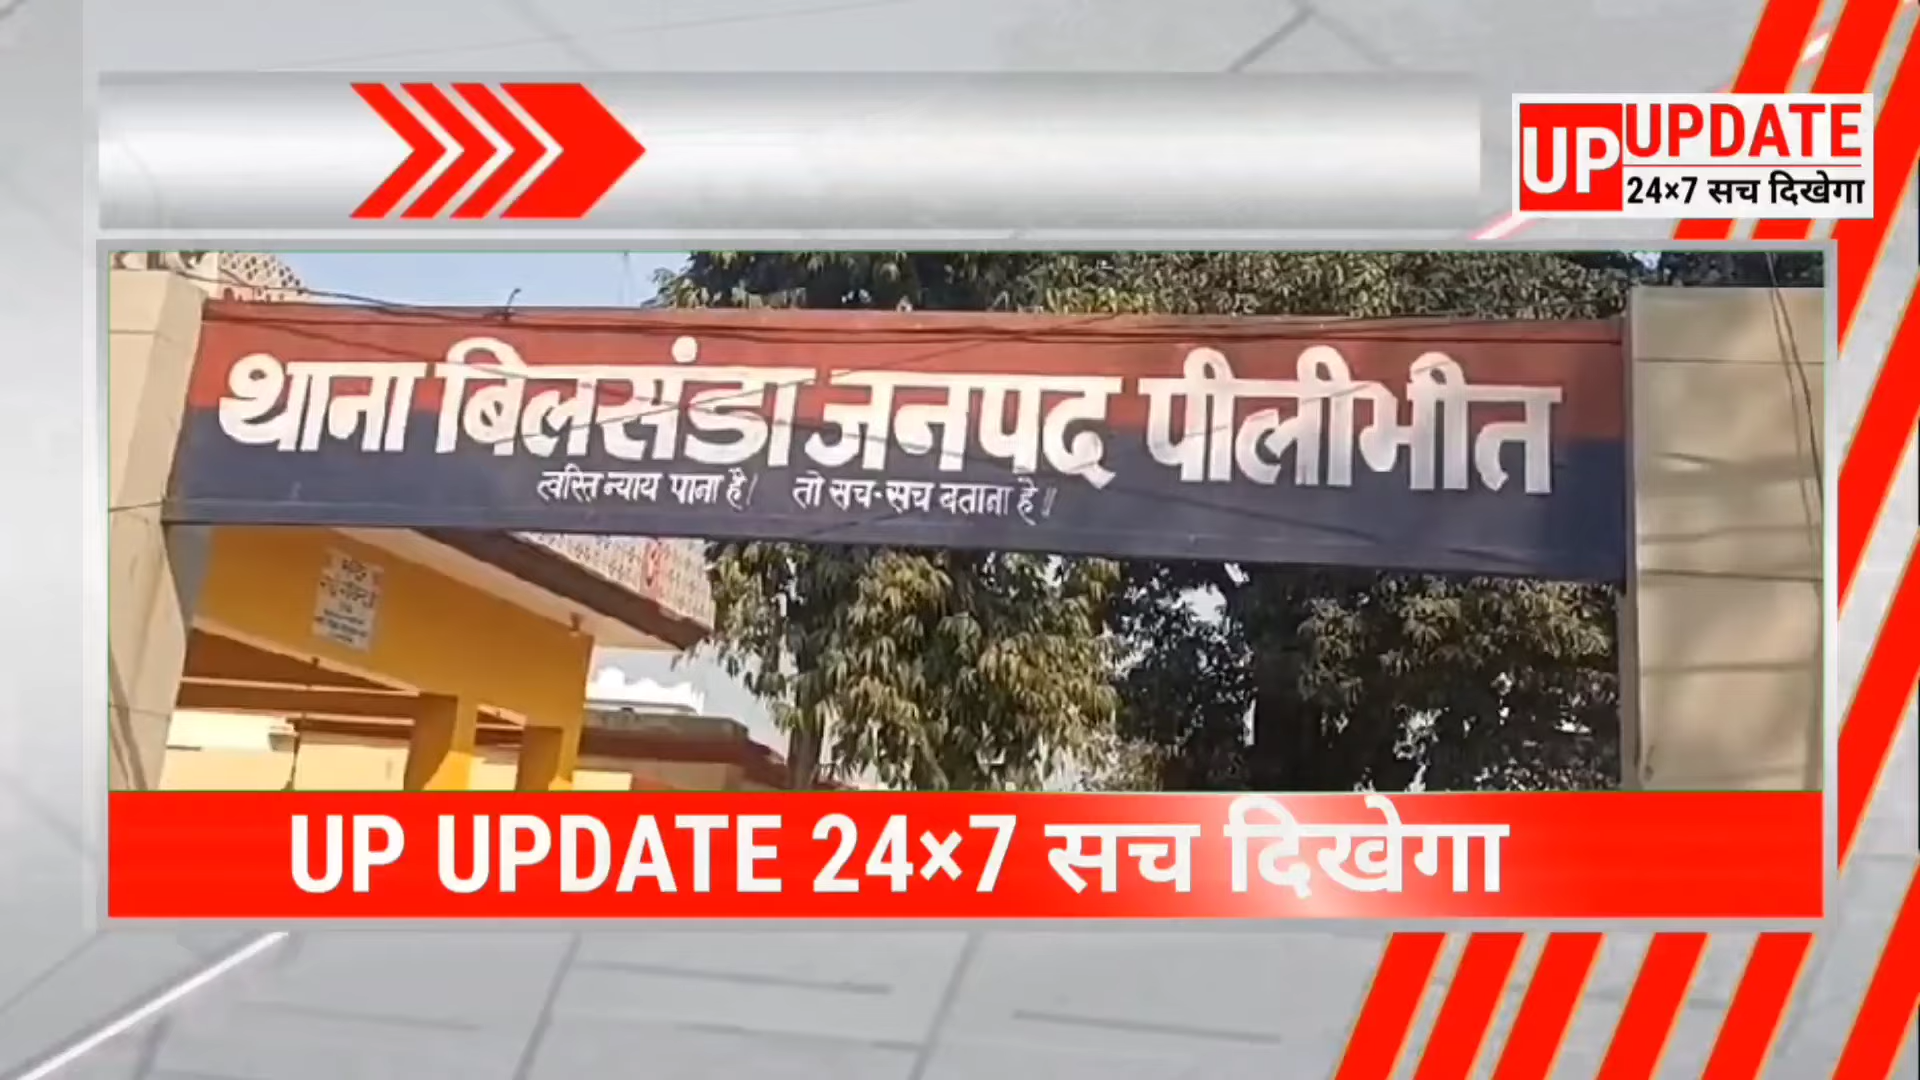 UP UPDATE
24×7 सच दिखेगा
थाना बिलसंडा जनपद पीलीभीत
त्वरित न्याय पाना है। तो सच-सच बताना है॥
UP UPDATE 24×7 सच दिखेगा